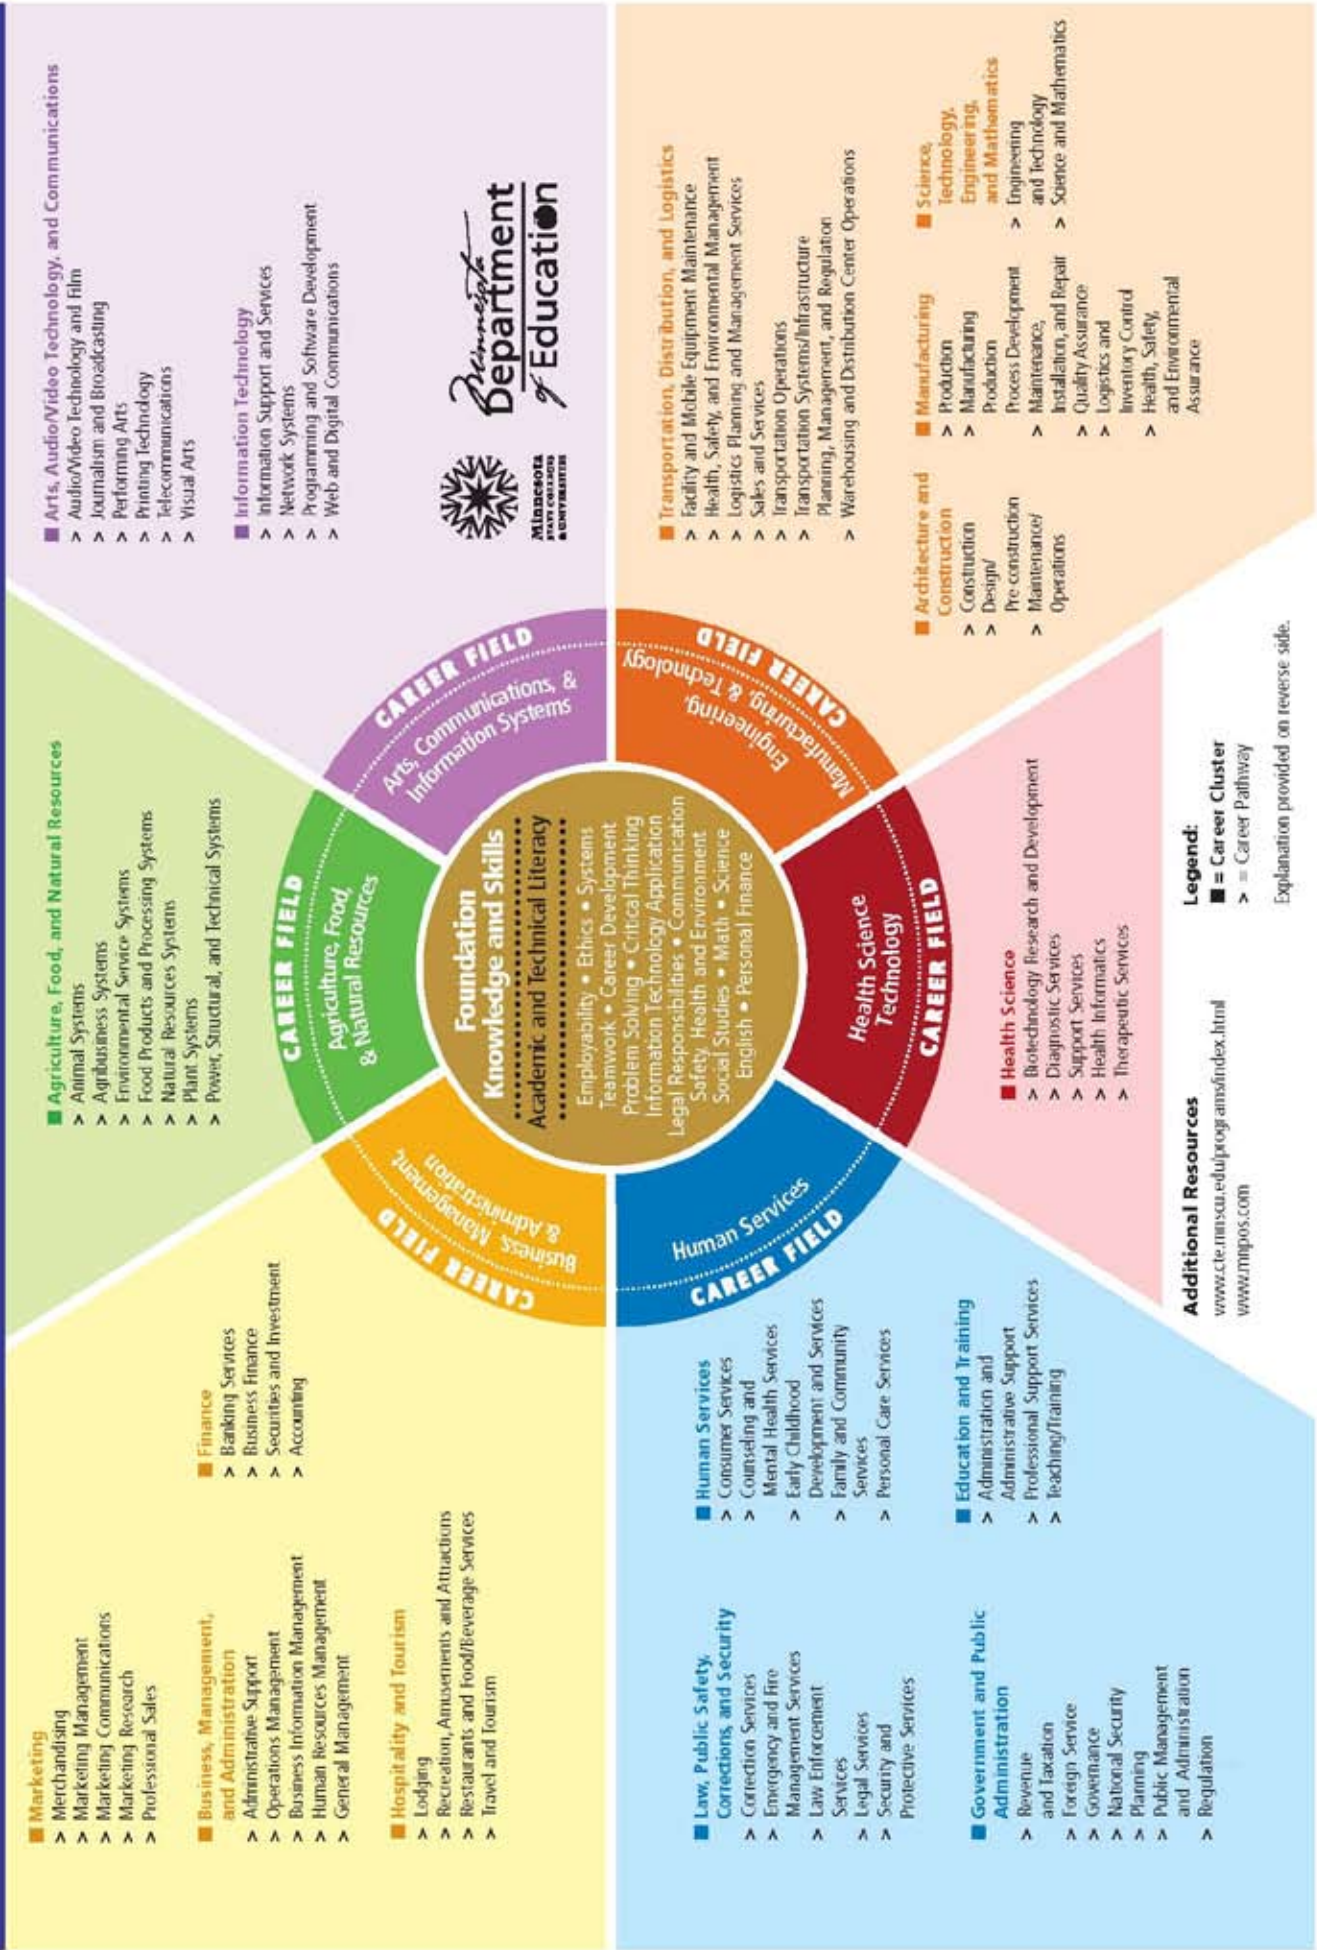 Marketing
> Merchandising
> Marketing Management
> Marketing Communications
> Marketing Research
> Professional Sales
Business, Management,
and Administration
> Administrative Support
> Operations Management
> Business Information Management
> Human Resources Management
> General Management
Hospitality and Tourism
> Lodging
> Recreation, Amusements and Attractions
> Restaurants and Food/Beverage Services
> Travel and Tourism
Finance
> Banking Services
> Business Finance
> Securities and Investment
> Accounting
Agriculture, Food, and Natural Resources
> Animal Systems
> Agribusiness Systems
> Environmental Service Systems
> Food Products and Processing Systems
> Natural Resources Systems
> Plant Systems
> Power, Structural, and Technical Systems
Arts, Audio/Video Technology, and Communications
> Audio/Video Technology and Film
> Journalism and Broadcasting
> Performing Arts
> Printing Technology
> Telecommunications
> Visual Arts
Information Technology
> Information Support and Services
> Network Systems
> Programming and Software Development
> Web and Digital Communications
Minnesota
STATE COLLEGES
& UNIVERSITIES
Minnesota
Department
of Education
CAREER FIELD
Business, Management,
& Administration
CAREER FIELD
Agriculture, Food,
& Natural Resources
CAREER FIELD
Arts, Communications, &
Information Systems
Foundation
Knowledge and Skills
Academic and Technical Literacy
Employability • Ethics • Systems
Teamwork • Career Development
Problem Solving • Critical Thinking
Information Technology Application
Legal Responsibilities • Communication
Safety, Health and Environment
Social Studies • Math • Science
English • Personal Finance
Human Services
CAREER FIELD
Health Science
Technology
CAREER FIELD
Engineering,
Manufacturing, & Technology
CAREER FIELD
Law, Public Safety,
Corrections, and Security
> Correction Services
> Emergency and Fire
Management Services
> Law Enforcement
Services
> Legal Services
> Security and
Protective Services
Government and Public
Administration
> Revenue
and Taxation
> Foreign Service
> Governance
> National Security
> Planning
> Public Management
and Administration
> Regulation
Human Services
> Consumer Services
> Counseling and
Mental Health Services
> Early Childhood
Development and Services
> Family and Community
Services
> Personal Care Services
Education and Training
> Administration and
Administrative Support
> Professional Support Services
> Teaching/Training
Health Science
> Biotechnology Research and Development
> Diagnostic Services
> Support Services
> Health Informatics
> Therapeutic Services
Transportation, Distribution, and Logistics
> Facility and Mobile Equipment Maintenance
> Health, Safety, and Environmental Management
> Logistics Planning and Management Services
> Sales and Services
> Transportation Operations
> Transportation Systems/Infrastructure
Planning, Management, and Regulation
> Warehousing and Distribution Center Operations
Architecture and
Construction
> Construction
> Design/
Pre-construction
> Maintenance/
Operations
Manufacturing
> Production
> Manufacturing
Production
Process Development
> Maintenance,
Installation, and Repair
> Quality Assurance
> Logistics and
Inventory Control
> Health, Safety,
and Environmental
Assurance
Science,
Technology,
Engineering,
and Mathematics
> Engineering
and Technology
> Science and Mathematics
Additional Resources
www.cte.mnscu.edu/programs/index.html
www.mnpos.com
Legend:
■ = Career Cluster
> = Career Pathway
Explanation provided on reverse side.